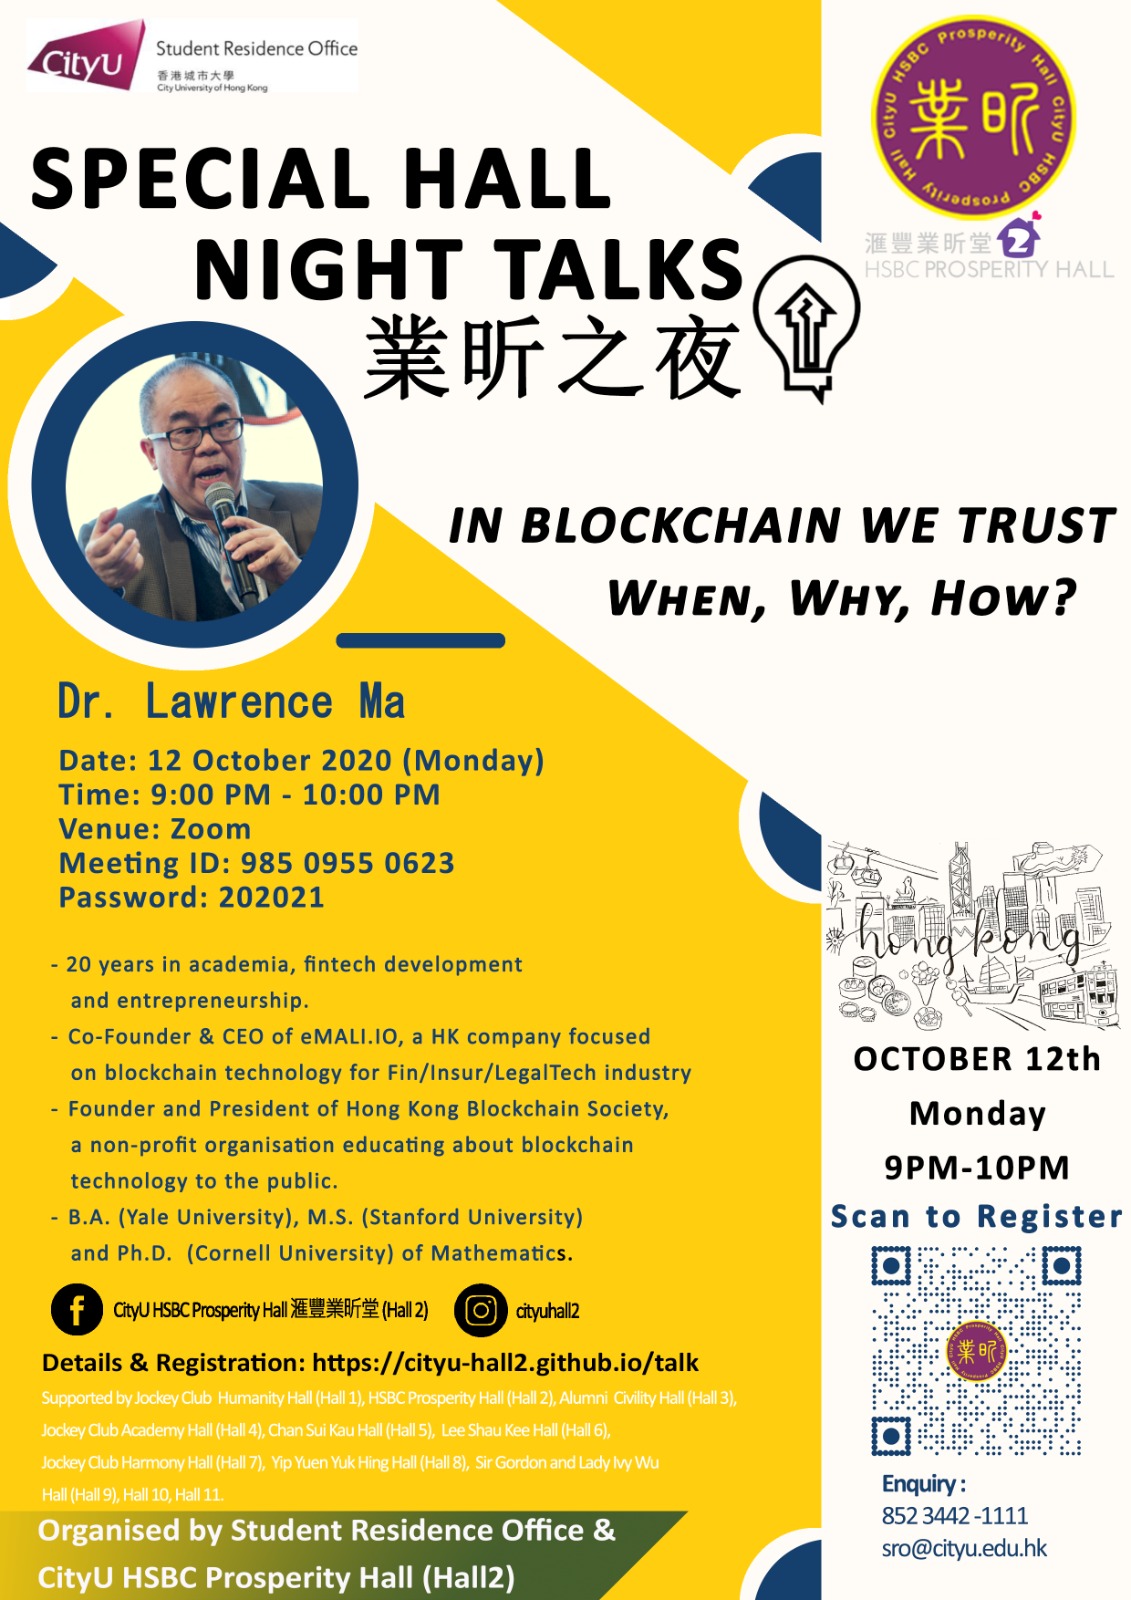 CityU
Student Residence Office
香港城市大學
City University of Hong Kong
CityU HSBC Prosperity Hall CityU HSBC Prosperity Hall
業昕
滙豐業昕堂 2
HSBC PROSPERITY HALL
SPECIAL HALL
NIGHT TALKS
業昕之夜
IN BLOCKCHAIN WE TRUST
WHEN, WHY, HOW?
Dr. Lawrence Ma
Date: 12 October 2020 (Monday)
Time: 9:00 PM - 10:00 PM
Venue: Zoom
Meeting ID: 985 0955 0623
Password: 202021
- 20 years in academia, fintech development
and entrepreneurship.
- Co-Founder & CEO of eMALI.IO, a HK company focused
on blockchain technology for Fin/Insur/LegalTech industry
- Founder and President of Hong Kong Blockchain Society,
a non-profit organisation educating about blockchain
technology to the public.
- B.A. (Yale University), M.S. (Stanford University)
and Ph.D. (Cornell University) of Mathematics.
CityU HSBC Prosperity Hall 滙豐業昕堂 (Hall 2)
cityuhall2
Details & Registration: https://cityu-hall2.github.io/talk
Supported by Jockey Club Humanity Hall (Hall 1), HSBC Prosperity Hall (Hall 2), Alumni Civility Hall (Hall 3),
Jockey Club Academy Hall (Hall 4), Chan Sui Kau Hall (Hall 5), Lee Shau Kee Hall (Hall 6),
Jockey Club Harmony Hall (Hall 7), Yip Yuen Yuk Hing Hall (Hall 8), Sir Gordon and Lady Ivy Wu
Hall (Hall 9), Hall 10, Hall 11.
Organised by Student Residence Office &
CityU HSBC Prosperity Hall (Hall2)
hong kong
OCTOBER 12th
Monday
9PM-10PM
Scan to Register
業昕
Enquiry :
852 3442 -1111
sro@cityu.edu.hk